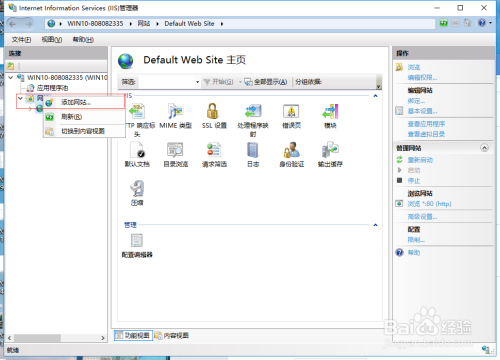 Internet Information Services (IIS)管理器
WIN10-808082335 ▸ 网站 ▸ Default Web Site ▸
文件(F) 视图(V) 帮助(H)
连接
WIN10-808082335 (WIN10
应用程序池
网
添加网站...
刷新(R)
切换到内容视图
Default Web Site 主页
筛选: 开始(G) 全部显示(A) 分组依据:
IIS
HTTP 响应标头
MIME 类型
SSL 设置
处理程序映射
错误页
模块
默认文档
目录浏览
请求筛选
日志
身份验证
输出缓存
压缩
管理
配置编辑器
功能视图 内容视图
操作
浏览
编辑权限...
编辑网站
绑定...
基本设置...
查看应用程序
查看虚拟目录
管理网站
重新启动
启动
停止
浏览网站
浏览 *:80 (http)
高级设置...
配置
限制...
帮助
就绪
Baidu 经验